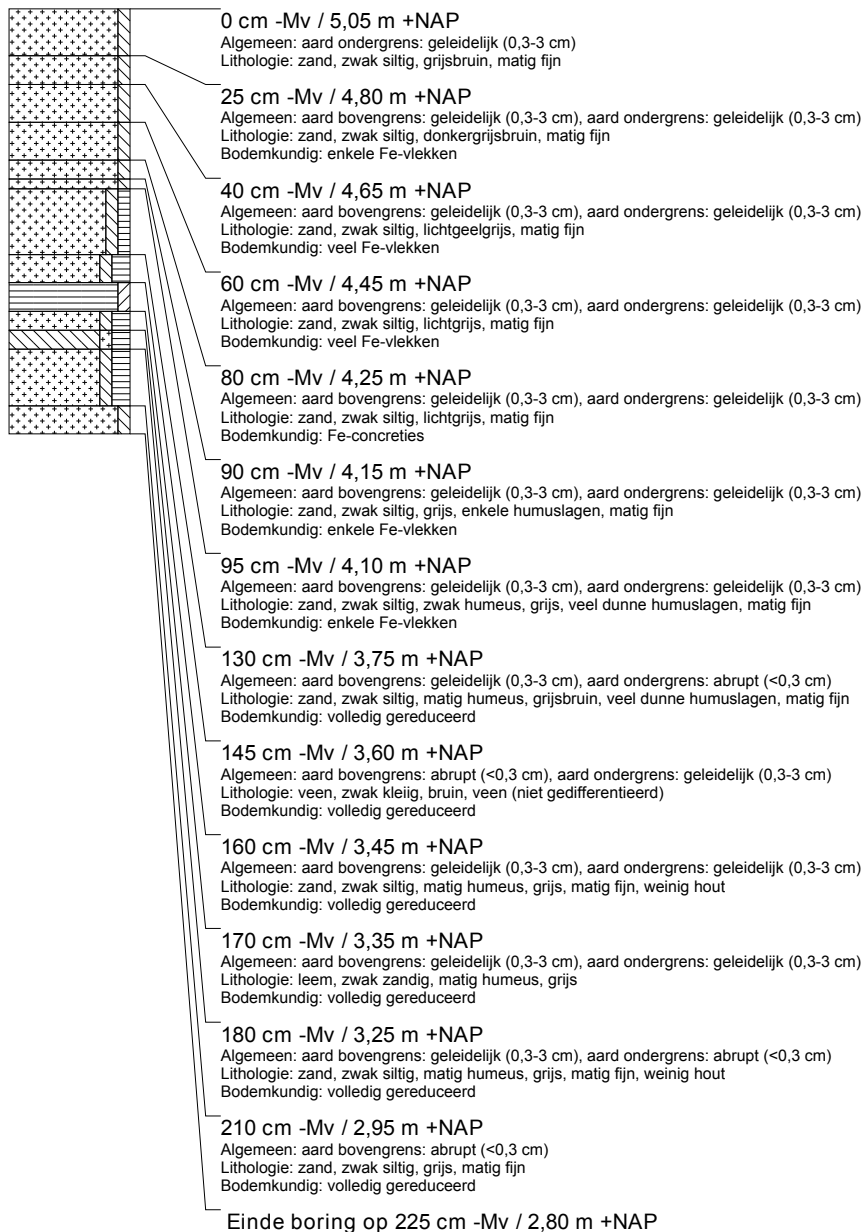 0 cm -Mv / 5,05 m +NAP
Algemeen: aard ondergrens: geleidelijk (0,3-3 cm)
Lithologie: zand, zwak siltig, grijsbruin, matig fijn
25 cm -Mv / 4,80 m +NAP
Algemeen: aard bovengrens: geleidelijk (0,3-3 cm), aard ondergrens: geleidelijk (0,3-3 cm)
Lithologie: zand, zwak siltig, donkergrijsbruin, matig fijn
Bodemkundig: enkele Fe-vlekken
40 cm -Mv / 4,65 m +NAP
Algemeen: aard bovengrens: geleidelijk (0,3-3 cm), aard ondergrens: geleidelijk (0,3-3 cm)
Lithologie: zand, zwak siltig, lichtgeelgrijs, matig fijn
Bodemkundig: veel Fe-vlekken
60 cm -Mv / 4,45 m +NAP
Algemeen: aard bovengrens: geleidelijk (0,3-3 cm), aard ondergrens: geleidelijk (0,3-3 cm)
Lithologie: zand, zwak siltig, lichtgrijs, matig fijn
Bodemkundig: veel Fe-vlekken
80 cm -Mv / 4,25 m +NAP
Algemeen: aard bovengrens: geleidelijk (0,3-3 cm), aard ondergrens: geleidelijk (0,3-3 cm)
Lithologie: zand, zwak siltig, lichtgrijs, matig fijn
Bodemkundig: Fe-concreties
90 cm -Mv / 4,15 m +NAP
Algemeen: aard bovengrens: geleidelijk (0,3-3 cm), aard ondergrens: geleidelijk (0,3-3 cm)
Lithologie: zand, zwak siltig, grijs, enkele humuslagen, matig fijn
Bodemkundig: enkele Fe-vlekken
95 cm -Mv / 4,10 m +NAP
Algemeen: aard bovengrens: geleidelijk (0,3-3 cm), aard ondergrens: geleidelijk (0,3-3 cm)
Lithologie: zand, zwak siltig, zwak humeus, grijs, veel dunne humuslagen, matig fijn
Bodemkundig: enkele Fe-vlekken
130 cm -Mv / 3,75 m +NAP
Algemeen: aard bovengrens: geleidelijk (0,3-3 cm), aard ondergrens: abrupt (<0,3 cm)
Lithologie: zand, zwak siltig, matig humeus, grijsbruin, veel dunne humuslagen, matig fijn
Bodemkundig: volledig gereduceerd
145 cm -Mv / 3,60 m +NAP
Algemeen: aard bovengrens: abrupt (<0,3 cm), aard ondergrens: geleidelijk (0,3-3 cm)
Lithologie: veen, zwak kleiig, bruin, veen (niet gedifferentieerd)
Bodemkundig: volledig gereduceerd
160 cm -Mv / 3,45 m +NAP
Algemeen: aard bovengrens: geleidelijk (0,3-3 cm), aard ondergrens: geleidelijk (0,3-3 cm)
Lithologie: zand, zwak siltig, matig humeus, grijs, matig fijn, weinig hout
Bodemkundig: volledig gereduceerd
170 cm -Mv / 3,35 m +NAP
Algemeen: aard bovengrens: geleidelijk (0,3-3 cm), aard ondergrens: geleidelijk (0,3-3 cm)
Lithologie: leem, zwak zandig, matig humeus, grijs
Bodemkundig: volledig gereduceerd
180 cm -Mv / 3,25 m +NAP
Algemeen: aard bovengrens: geleidelijk (0,3-3 cm), aard ondergrens: abrupt (<0,3 cm)
Lithologie: zand, zwak siltig, matig humeus, grijs, matig fijn, weinig hout
Bodemkundig: volledig gereduceerd
210 cm -Mv / 2,95 m +NAP
Algemeen: aard bovengrens: abrupt (<0,3 cm)
Lithologie: zand, zwak siltig, grijs, matig fijn
Bodemkundig: volledig gereduceerd
Einde boring op 225 cm -Mv / 2,80 m +NAP